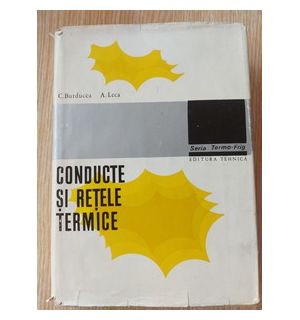 C. Burducea A. Leca
Seria Termo-Frig
EDITURA TEHNICA
CONDUCTE
ȘI REȚELE
TERMICE